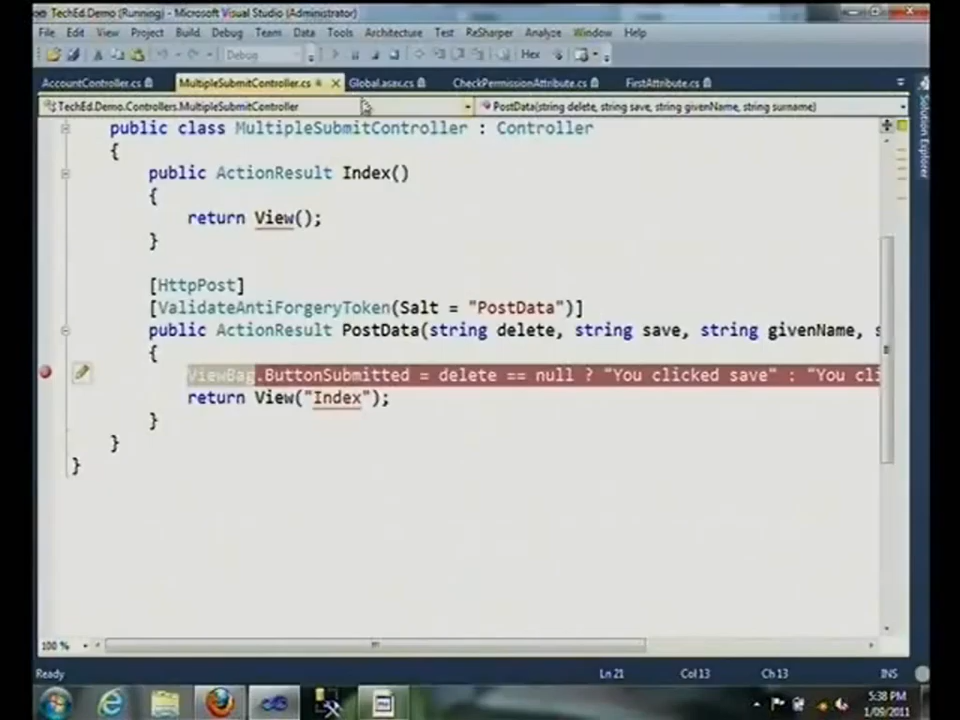 TechEd.Demo (Running) - Microsoft Visual Studio (Administrator)
File Edit View Project Build Debug Team Data Tools Architecture Test ReSharper Analyze Window Help
Debug Hex
AccountController.cs MultipleSubmitController.cs Global.asax.cs CheckPermissionAttribute.cs FirstAttribute.cs
TechEd.Demo.Controllers.MultipleSubmitController PostData(string delete, string save, string givenName, string surname)
Solution Explorer
public class MultipleSubmitController : Controller
{
public ActionResult Index()
{
return View();
}
[HttpPost]
[ValidateAntiForgeryToken(Salt = "PostData")]
public ActionResult PostData(string delete, string save, string givenName, s
{
ViewBag.ButtonSubmitted = delete == null ? "You clicked save" : "You cli
return View("Index");
}
}
}
100 %
Ready Ln 21 Col 13 Ch 13 INS
5:38 PM
1/09/2011